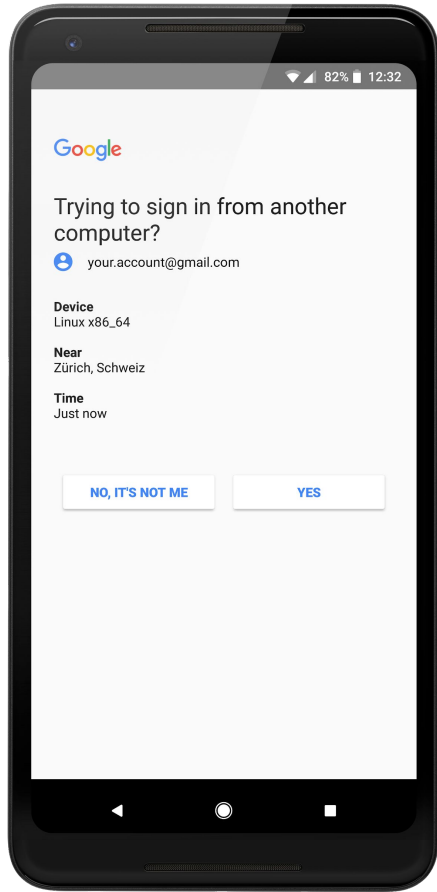 82% 12:32
Google
Trying to sign in from another
computer?
your.account@gmail.com
Device
Linux x86_64
Near
Zürich, Schweiz
Time
Just now
NO, IT'S NOT ME YES